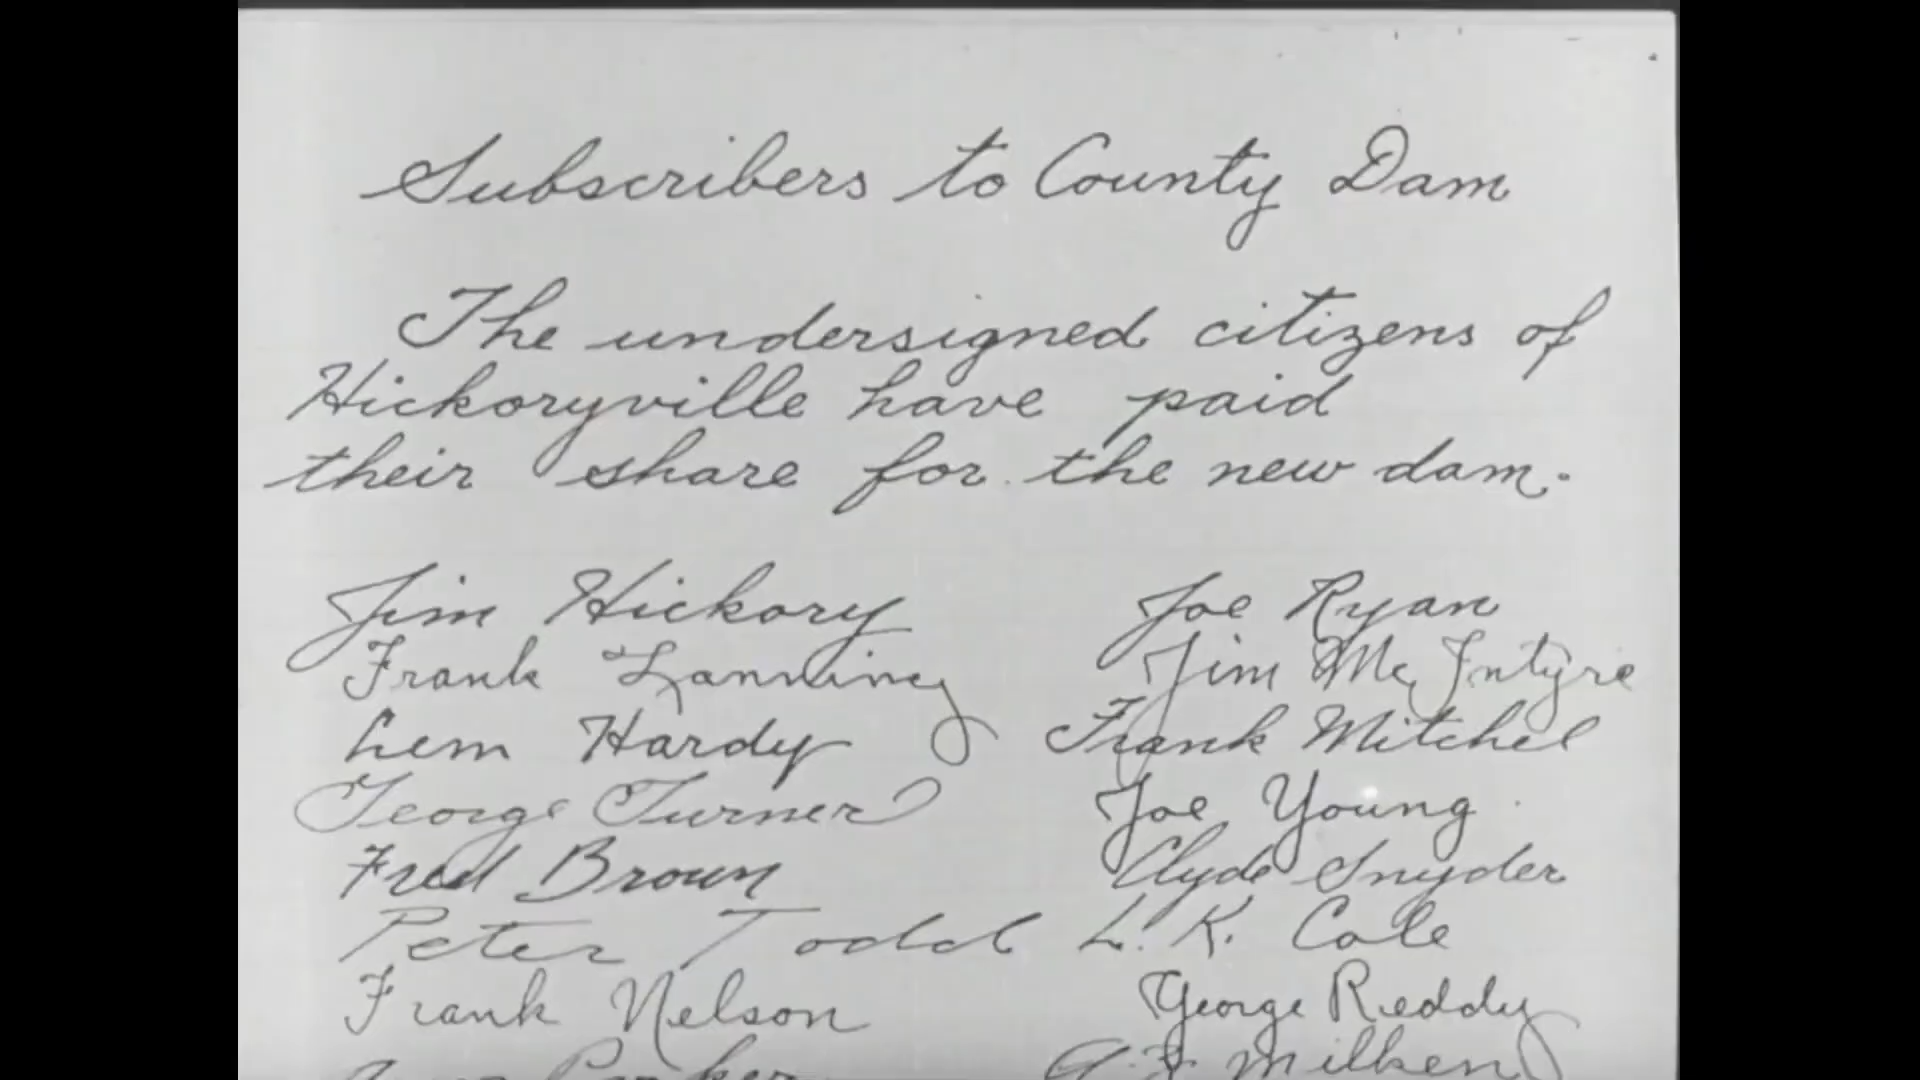 Subscribers to County Dam
The undersigned citizens of
Hickoryville have paid
their share for the new dam.
Jim Hickory
Frank Lanning
Lem Hardy
George Turner
Fred Brown
Peter Todd
Frank Nelson
Parker
Joe Ryan
Jim McIntyre
Frank Mitchel
Joe Young
Clyde Snyder
L. K. Cole
George Reddy
Milken